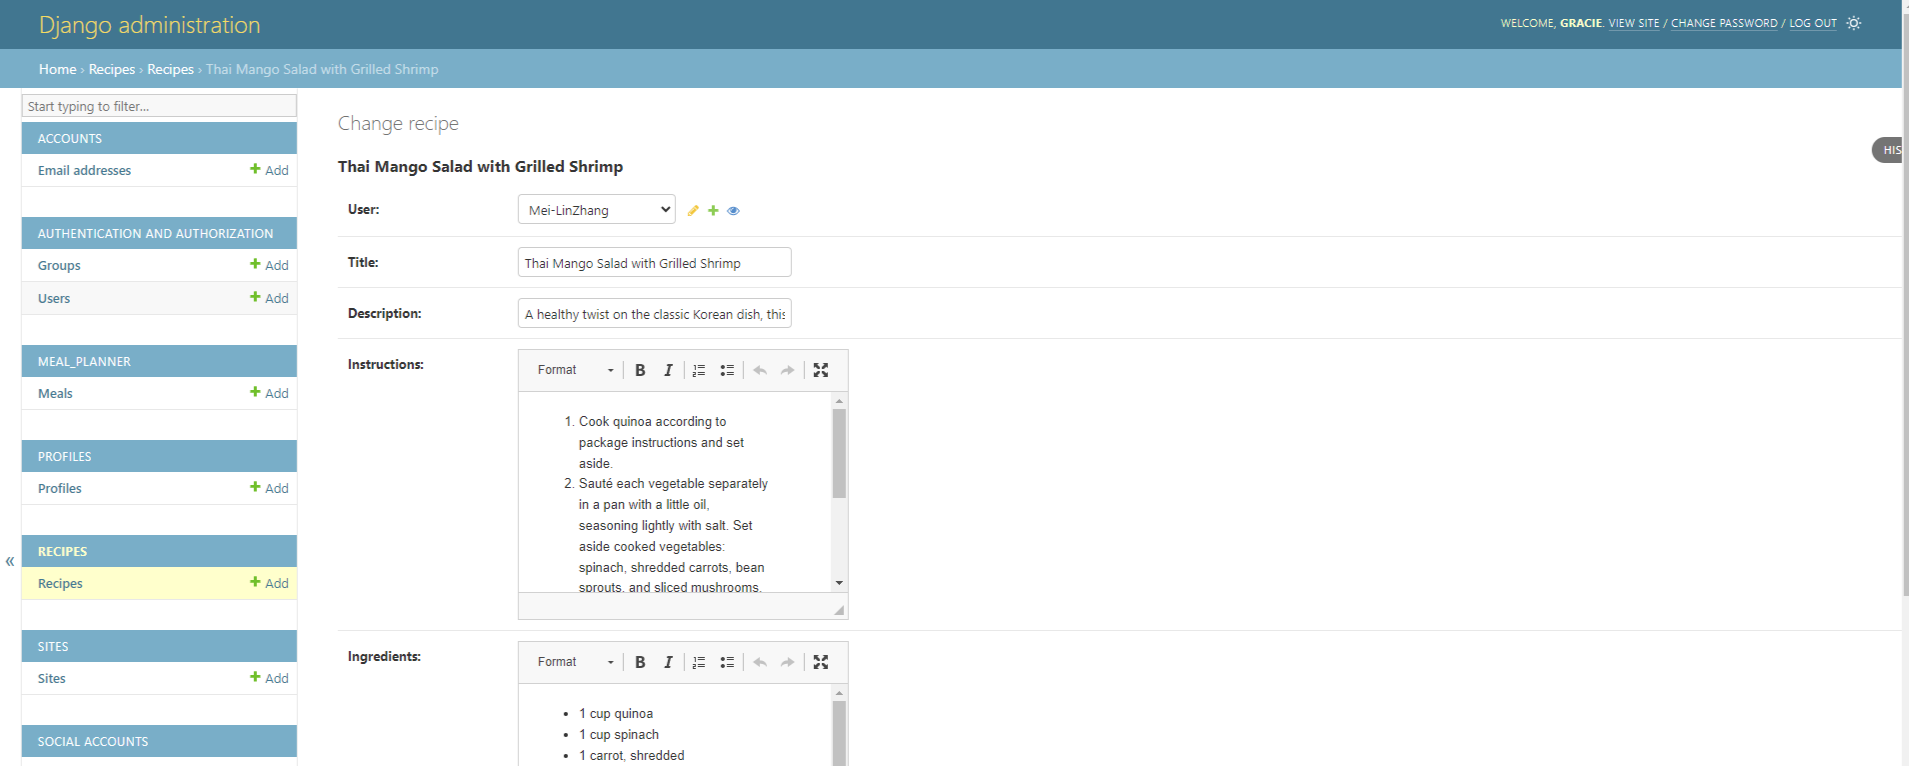 Django administration
WELCOME, GRACIE. VIEW SITE / CHANGE PASSWORD / LOG OUT
Home › Recipes › Recipes › Thai Mango Salad with Grilled Shrimp
Start typing to filter...
ACCOUNTS
Email addresses Add
AUTHENTICATION AND AUTHORIZATION
Groups Add
Users Add
MEAL_PLANNER
Meals Add
PROFILES
Profiles Add
«
RECIPES
Recipes Add
SITES
Sites Add
SOCIAL ACCOUNTS
Change recipe
HIS
Thai Mango Salad with Grilled Shrimp
User: Mei-LinZhang
Title: Thai Mango Salad with Grilled Shrimp
Description: A healthy twist on the classic Korean dish, this
Instructions:
Format B I
1. Cook quinoa according to
package instructions and set
aside.
2. Sauté each vegetable separately
in a pan with a little oil,
seasoning lightly with salt. Set
aside cooked vegetables:
spinach, shredded carrots, bean
sprouts, and sliced mushrooms.
Ingredients:
Format B I
• 1 cup quinoa
• 1 cup spinach
• 1 carrot, shredded